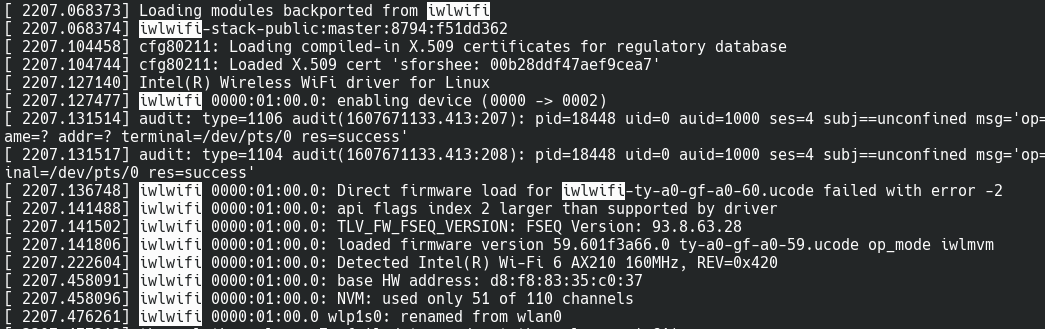 [ 2207.068373] Loading modules backported from iwlwifi
[ 2207.068374] iwlwifi-stack-public:master:8794:f51dd362
[ 2207.104458] cfg80211: Loading compiled-in X.509 certificates for regulatory database
[ 2207.104744] cfg80211: Loaded X.509 cert 'sforshee: 00b28ddf47aef9cea7'
[ 2207.127140] Intel(R) Wireless WiFi driver for Linux
[ 2207.127477] iwlwifi 0000:01:00.0: enabling device (0000 -> 0002)
[ 2207.131514] audit: type=1106 audit(1607671133.413:207): pid=18448 uid=0 auid=1000 ses=4 subj==unconfined msg='op=
ame=? addr=? terminal=/dev/pts/0 res=success'
[ 2207.131517] audit: type=1104 audit(1607671133.413:208): pid=18448 uid=0 auid=1000 ses=4 subj==unconfined msg='op=
inal=/dev/pts/0 res=success'
[ 2207.136748] iwlwifi 0000:01:00.0: Direct firmware load for iwlwifi-ty-a0-gf-a0-60.ucode failed with error -2
[ 2207.141488] iwlwifi 0000:01:00.0: api flags index 2 larger than supported by driver
[ 2207.141502] iwlwifi 0000:01:00.0: TLV_FW_FSEQ_VERSION: FSEQ Version: 93.8.63.28
[ 2207.141806] iwlwifi 0000:01:00.0: loaded firmware version 59.601f3a66.0 ty-a0-gf-a0-59.ucode op_mode iwlmvm
[ 2207.222604] iwlwifi 0000:01:00.0: Detected Intel(R) Wi-Fi 6 AX210 160MHz, REV=0x420
[ 2207.458091] iwlwifi 0000:01:00.0: base HW address: d8:f8:83:35:c0:37
[ 2207.458096] iwlwifi 0000:01:00.0: NVM: used only 51 of 110 channels
[ 2207.476261] iwlwifi 0000:01:00.0 wlp1s0: renamed from wlan0